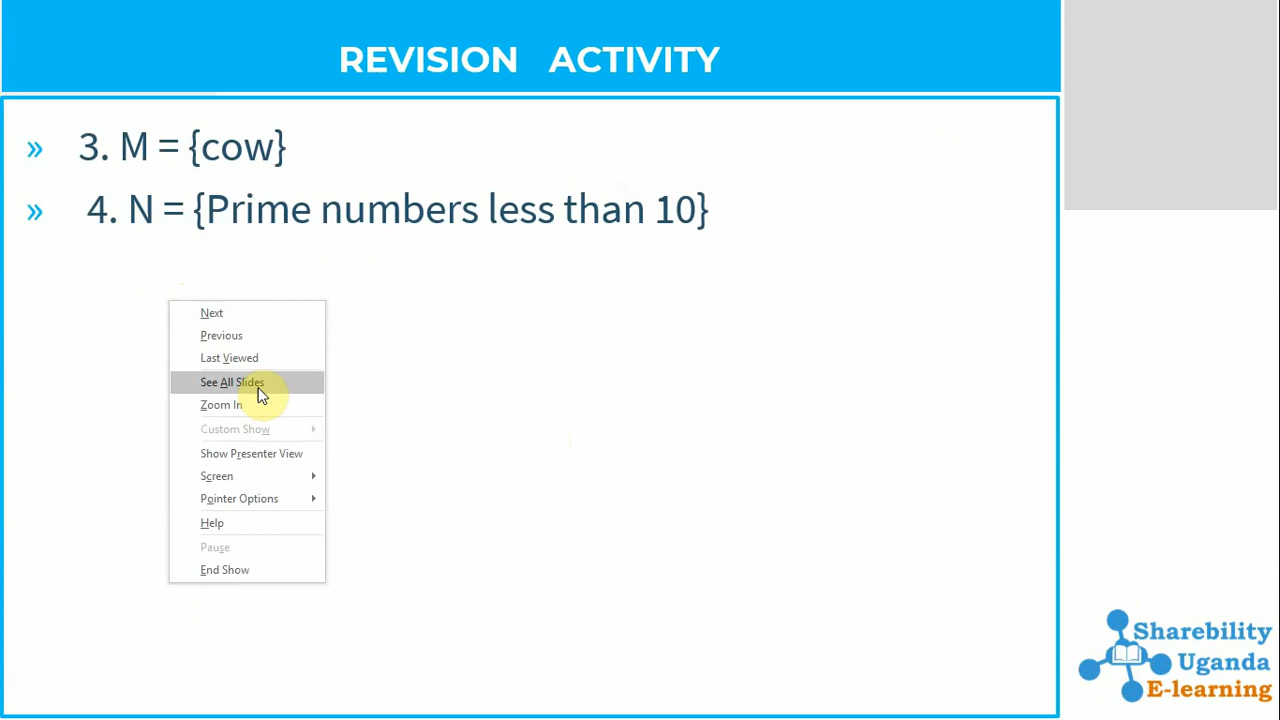 REVISION ACTIVITY
» 3. M = {cow}
» 4. N = {Prime numbers less than 10}
Next
Previous
Last Viewed
See All Slides
Zoom In
Custom Show
Show Presenter View
Screen
Pointer Options
Help
Pause
End Show
Sharebility
Uganda
E-learning